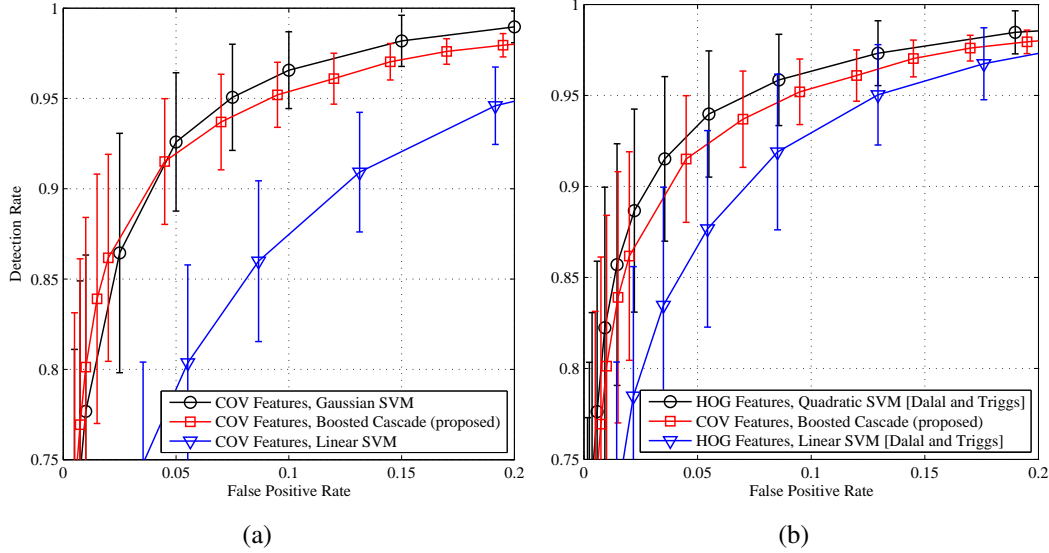 1
0.95
0.9
0.85
0.8
0.75
Detection Rate
0 0.05 0.1 0.15 0.2
False Positive Rate
COV Features, Gaussian SVM
COV Features, Boosted Cascade (proposed)
COV Features, Linear SVM
(a)
1
0.95
0.9
0.85
0.8
0.75
0 0.05 0.1 0.15 0.2
False Positive Rate
HOG Features, Quadratic SVM [Dalal and Triggs]
COV Features, Boosted Cascade (proposed)
HOG Features, Linear SVM [Dalal and Triggs]
(b)